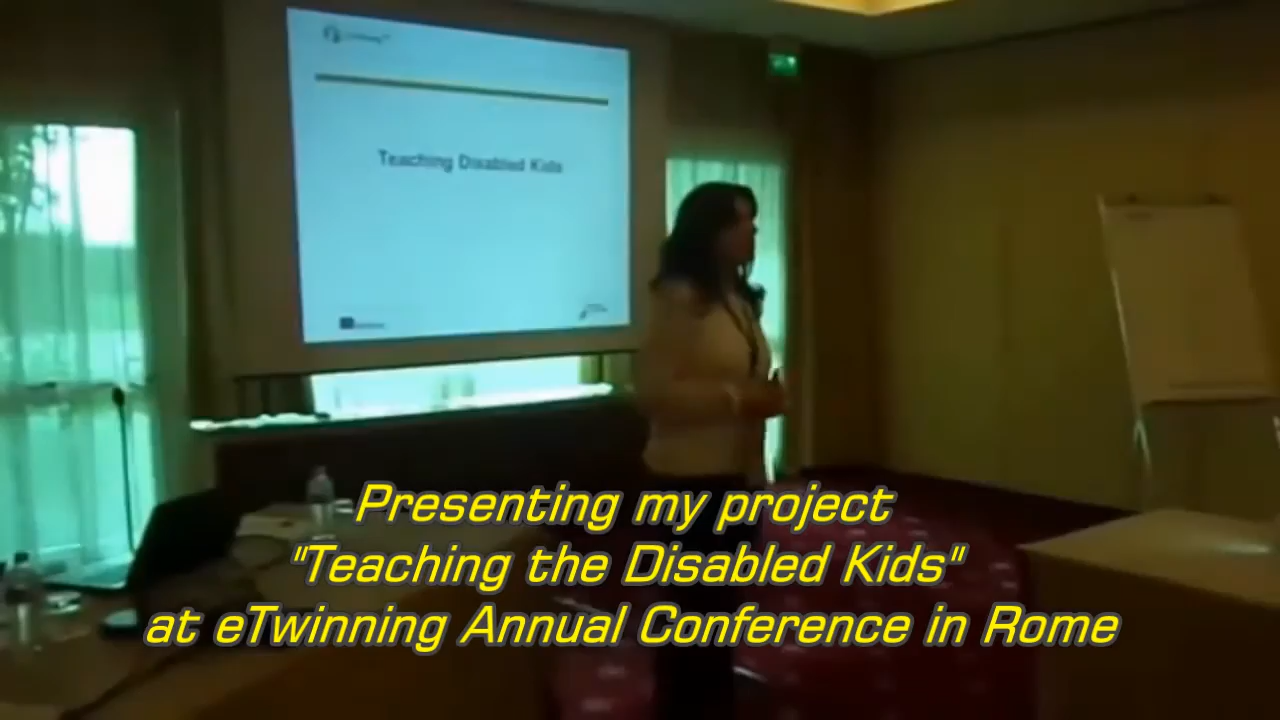 Teaching Disabled Kids
Presenting my project
"Teaching the Disabled Kids"
at eTwinning Annual Conference in Rome